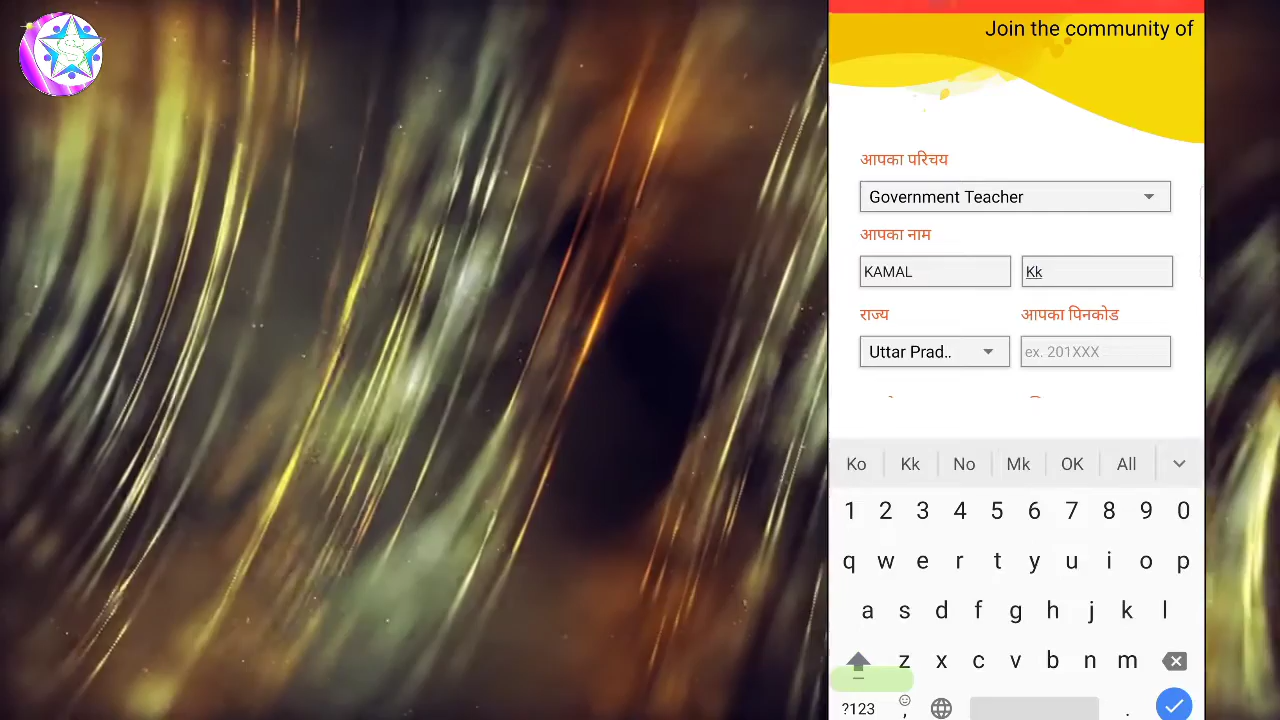 Join the community of
आपका परिचय
Government Teacher
आपका नाम
KAMAL Kk
राज्य आपका पिनकोड
Uttar Prad.. ex. 201XXX
Ko Kk No Mk OK All
1 2 3 4 5 6 7 8 9 0
q w e r t y u i o p
a s d f g h j k l
z x c v b n m
?123 , .